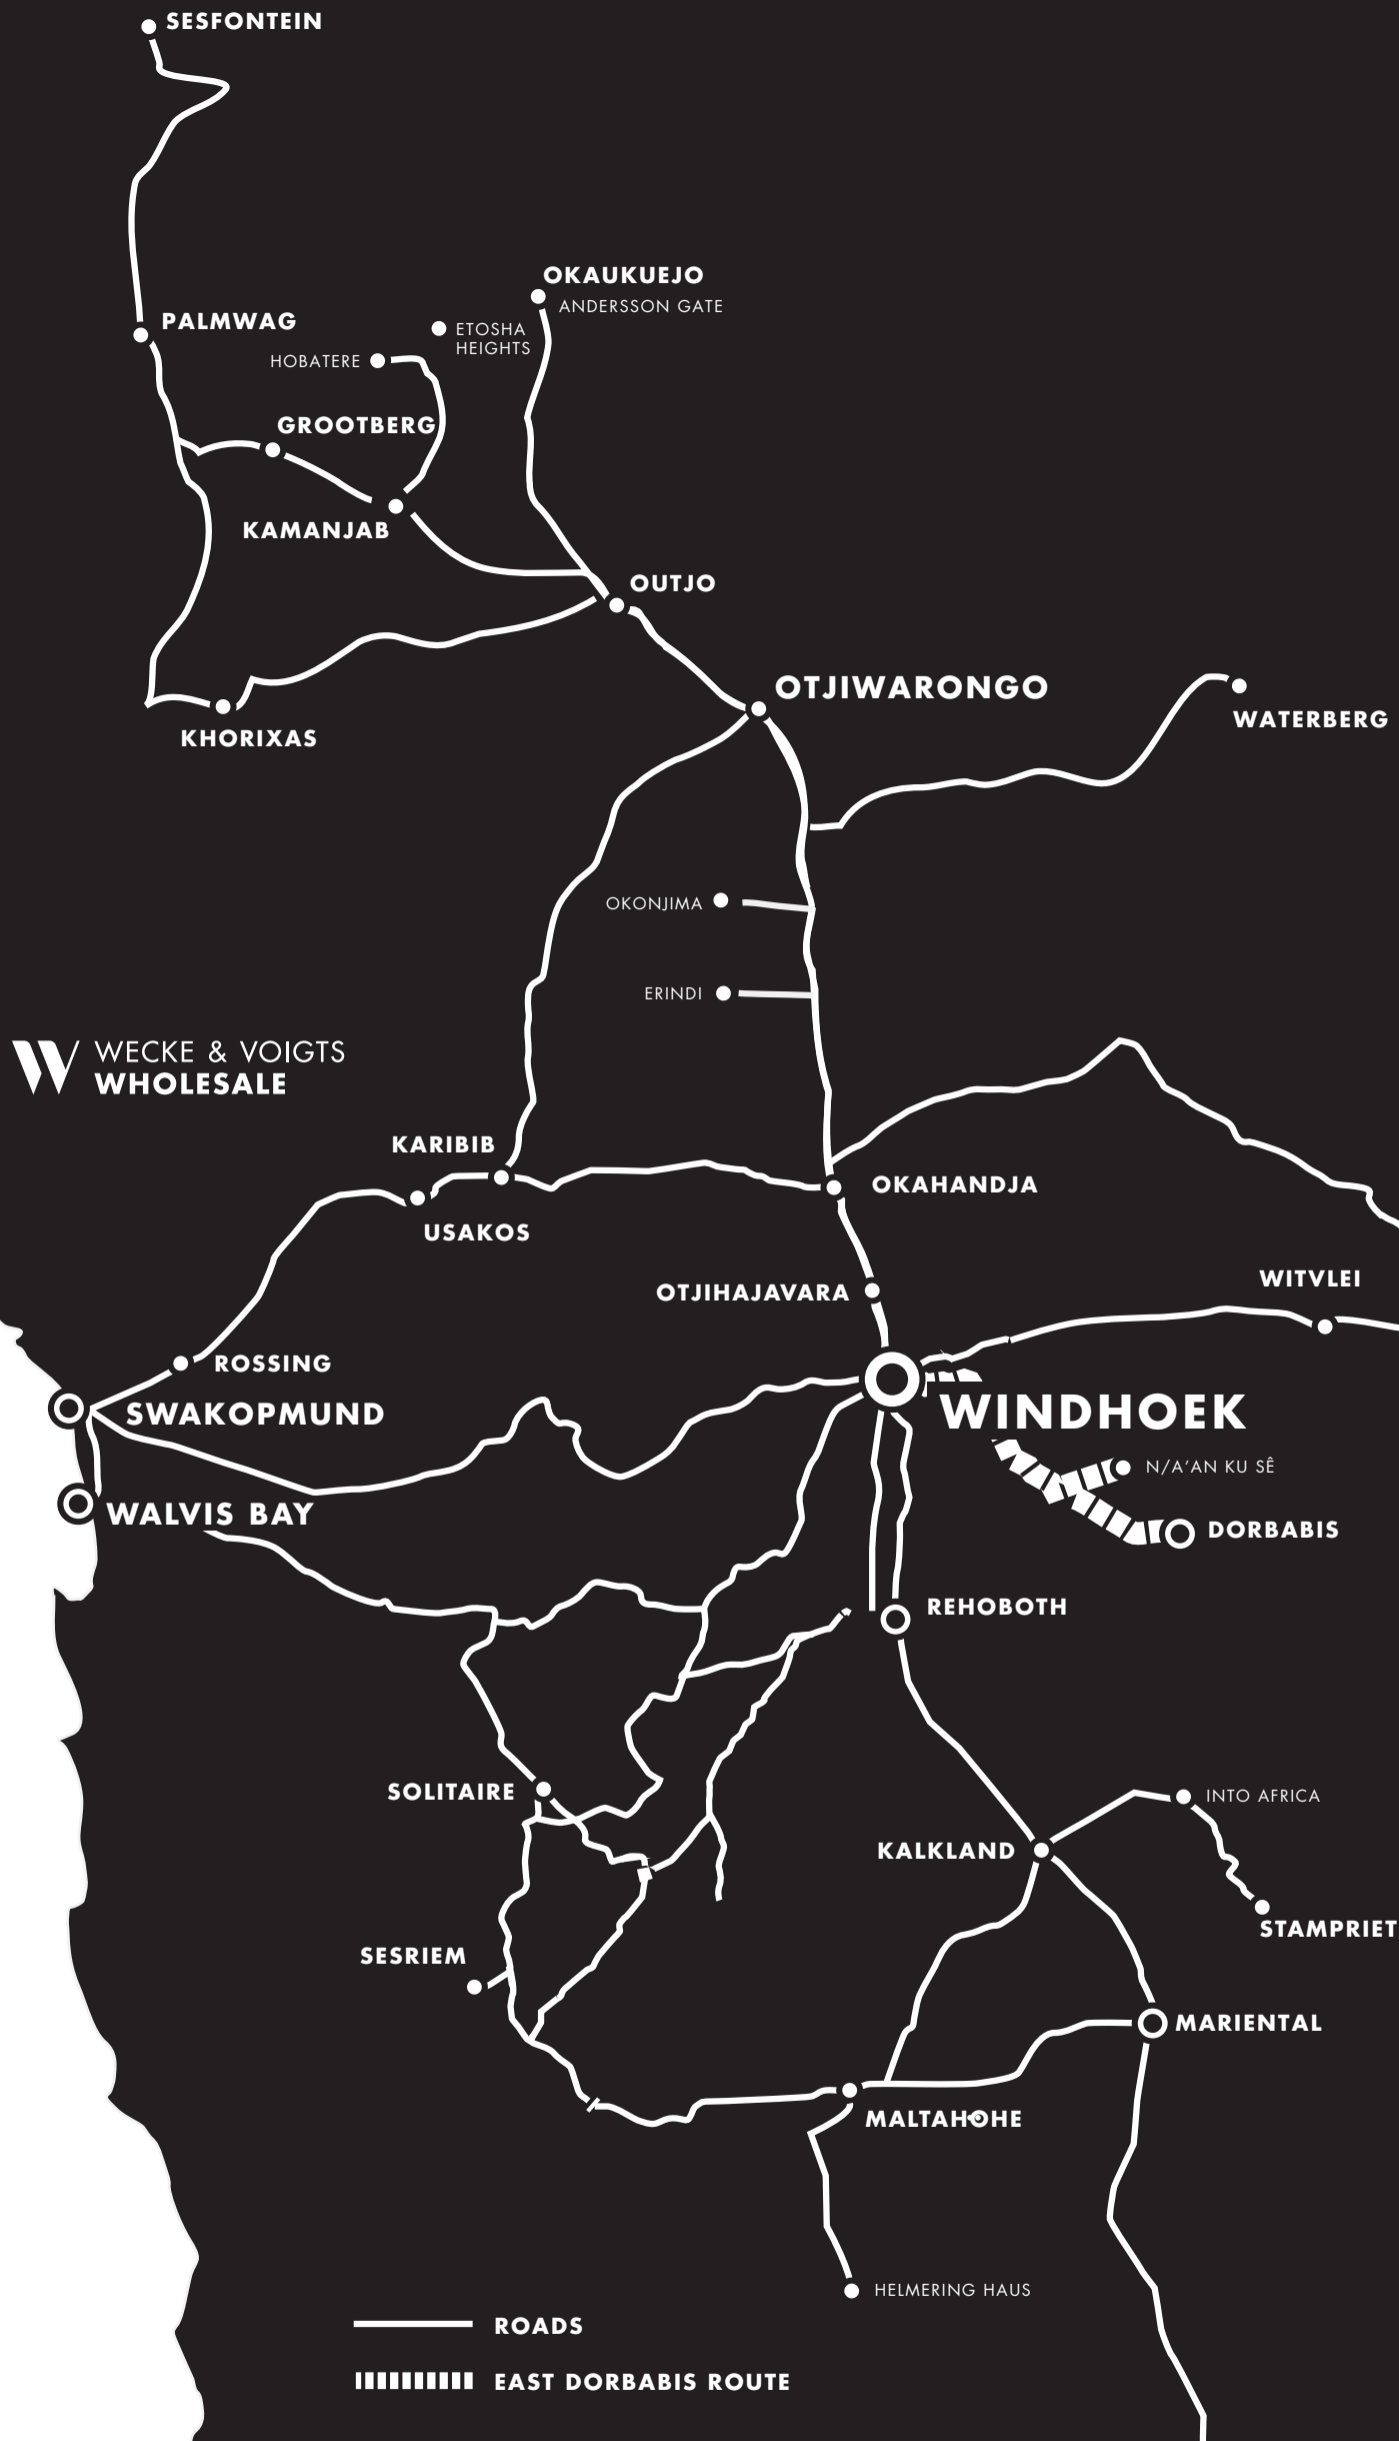 SESFONTEIN
OKAUKUEJO
ANDERSSON GATE
PALMWAG
ETOSHA
HEIGHTS
HOBATERE
GROOTBERG
KAMANJAB
OUTJO
OTJIWARONGO
WATERBERG
KHORIXAS
OKONJIMA
ERINDI
WECKE & VOIGTS
WHOLESALE
KARIBIB
OKAHANDJA
USAKOS
WITVLEI
OTJIHAJAVARA
ROSSING
SWAKOPMUND
WINDHOEK
N/A'AN KU SÊ
WALVIS BAY
DORBABIS
REHOBOTH
SOLITAIRE
INTO AFRICA
KALKLAND
STAMPRIET
SESRIEM
MARIENTAL
MALTAHOHE
HELMERING HAUS
ROADS
EAST DORBABIS ROUTE